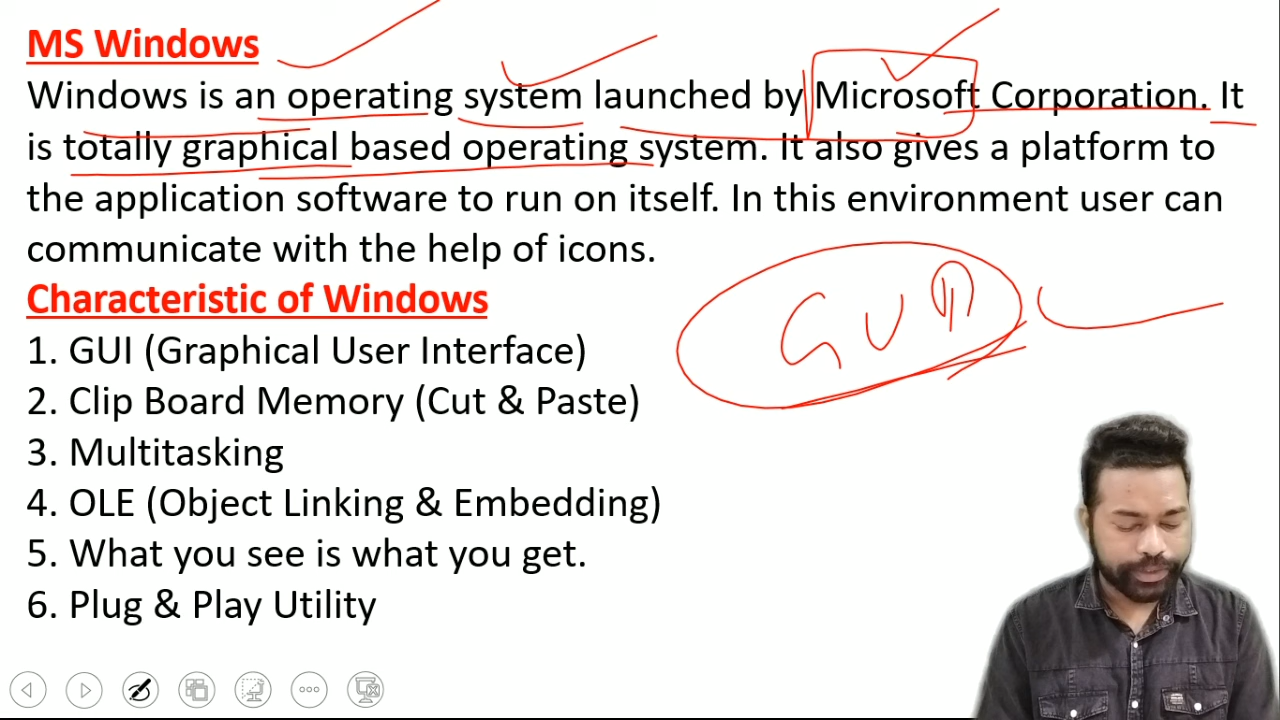 MS Windows
Windows is an operating system launched by Microsoft Corporation. It
is totally graphical based operating system. It also gives a platform to
the application software to run on itself. In this environment user can
communicate with the help of icons.
Characteristic of Windows
1. GUI (Graphical User Interface)
GUI
2. Clip Board Memory (Cut & Paste)
3. Multitasking
4. OLE (Object Linking & Embedding)
5. What you see is what you get.
6. Plug & Play Utility